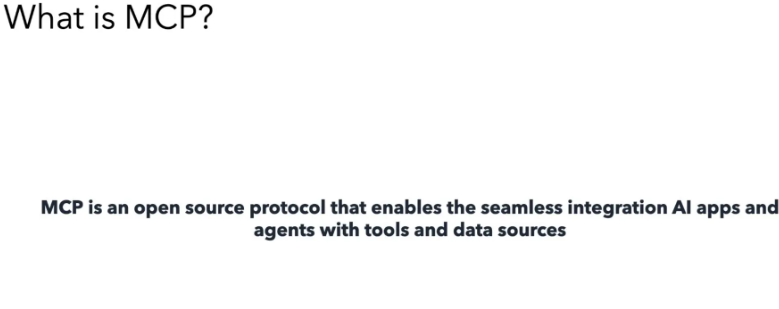 What is MCP?
MCP is an open source protocol that enables the seamless integration AI apps and
agents with tools and data sources